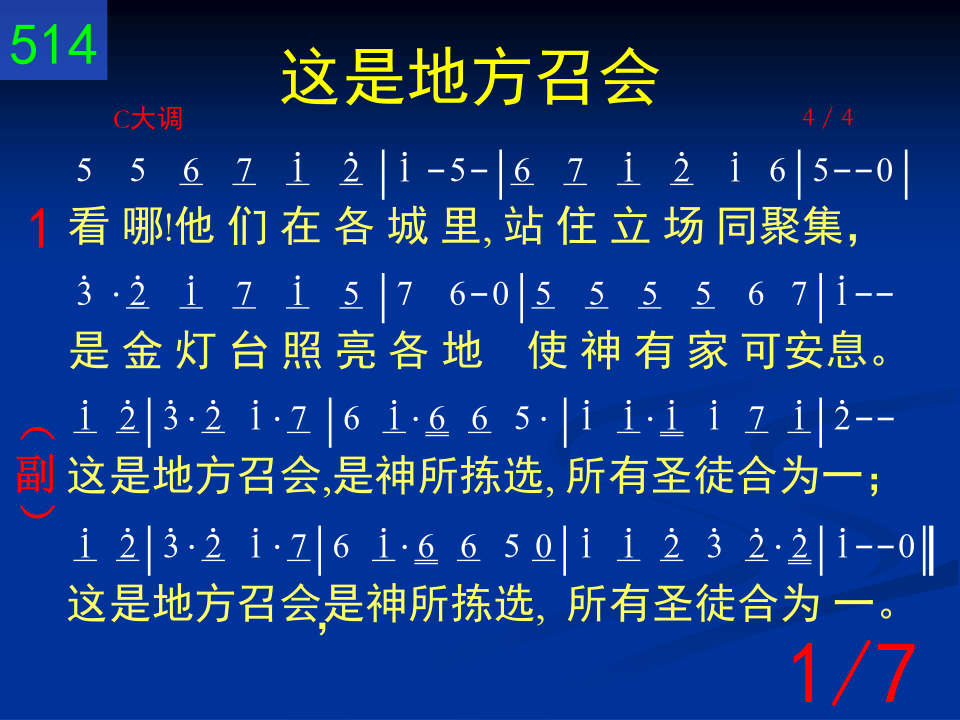 514
这是地方召会
C大调 4/4
5 5 6 7 i 2̇ | i - 5 - | 6 7 i 2̇ i 6 | 5 - - 0 |
1 看 哪!他 们 在 各 城 里, 站 住 立 场 同聚集，
3̇ · 2̇ i 7 i 5 | 7 6 - 0 | 5 5 5 5 6 7 | i - -
是 金 灯 台 照 亮 各 地 使 神 有 家 可安息。
i 2̇ | 3̇ · 2̇ i · 7 | 6 i · 6 6 5 · | i i · i i 7 i | 2̇ - -
（副） 这是地方召会,是神所拣选, 所有圣徒合为一；
i 2̇ | 3̇ · 2̇ i · 7 | 6 i · 6 6 5 0 | i i 2̇ 3̇ 2̇ · 2̇ | i - - 0 ‖
这是地方召会,是神所拣选, 所有圣徒合为 一。
1/7